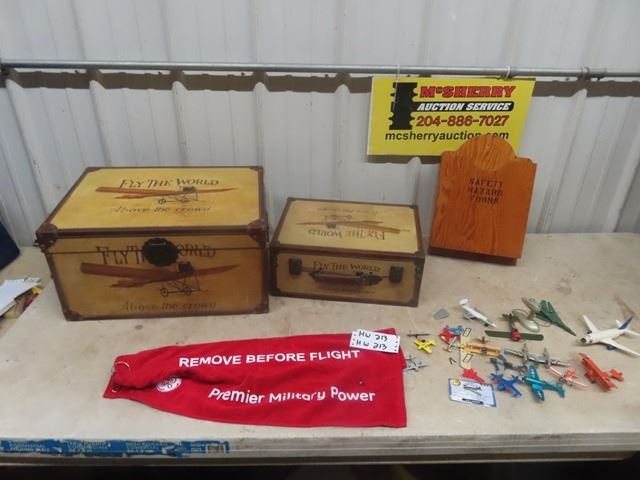 McSHERRY
AUCTION SERVICE
204-886-7027
mcsherryauction.com
FLY THE WORLD
Above the crowd
FLY THE WORLD
Above the crowd
FLY THE WORLD
FLY THE WORLD
SAFETY
HAZARD
HW 213
HW 213
REMOVE BEFORE FLIGHT
Premier Military Power